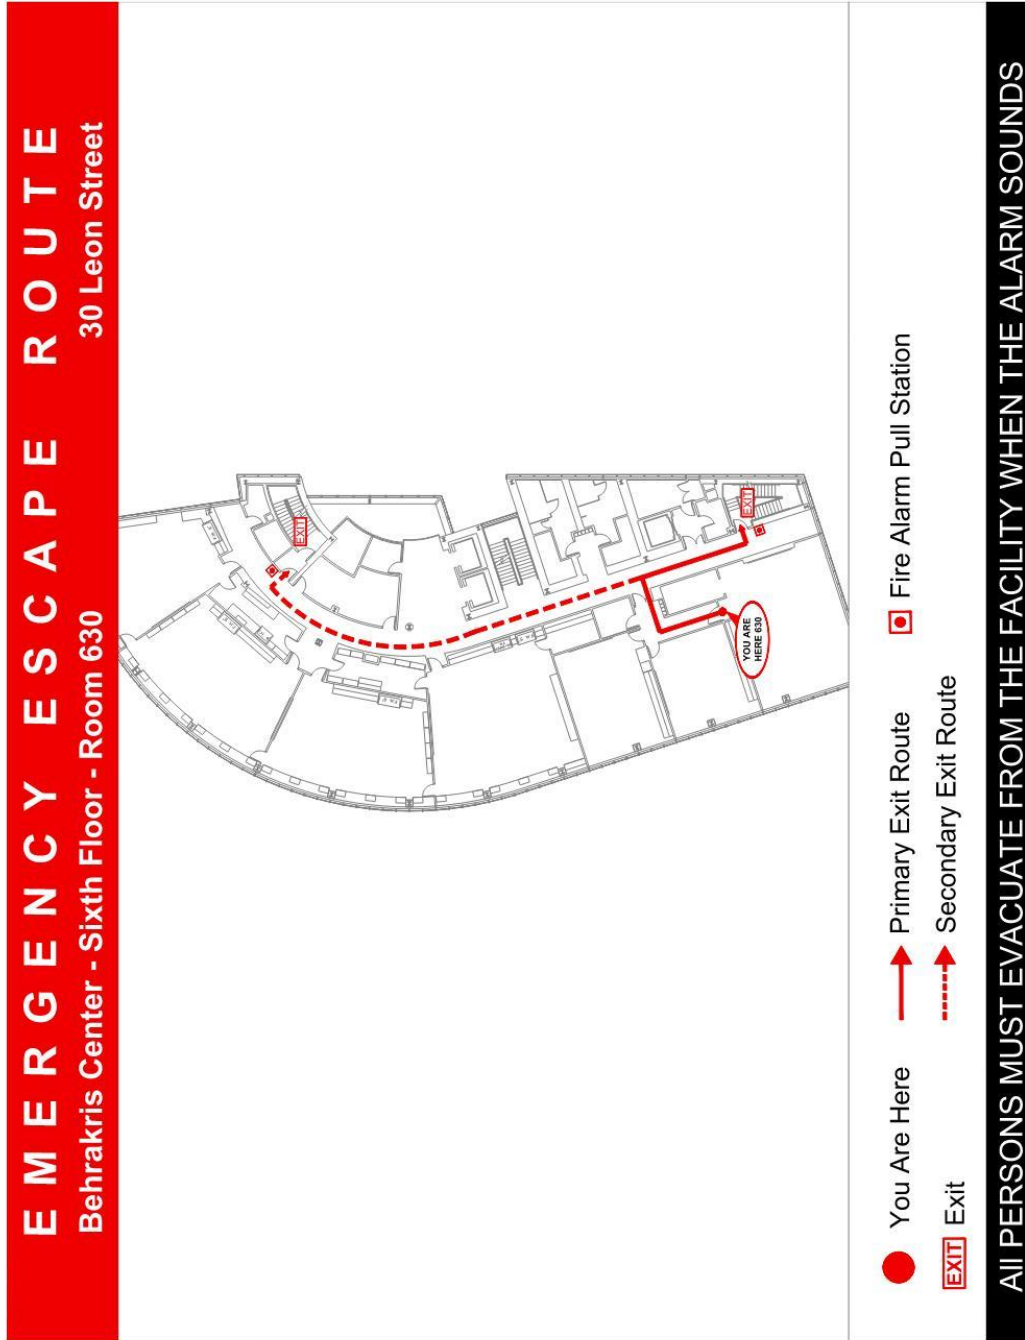 EMERGENCY ESCAPE ROUTE
Behrakris Center - Sixth Floor - Room 630
30 Leon Street
EXIT
EXIT
YOU ARE
HERE 630
You Are Here
Primary Exit Route
Fire Alarm Pull Station
EXIT Exit
Secondary Exit Route
All PERSONS MUST EVACUATE FROM THE FACILITY WHEN THE ALARM SOUNDS